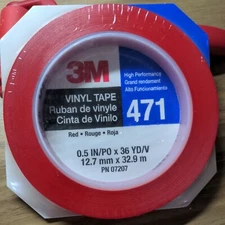 3M
High Performance
Grand rendement
Alto Funcionamiento
VINYL TAPE
Ruban de vinyle
Cinta de Vinilo
471
Red • Rouge • Roja
0.5 IN/PO x 36 YD/V
12.7 mm x 32.9 m
PN 07207